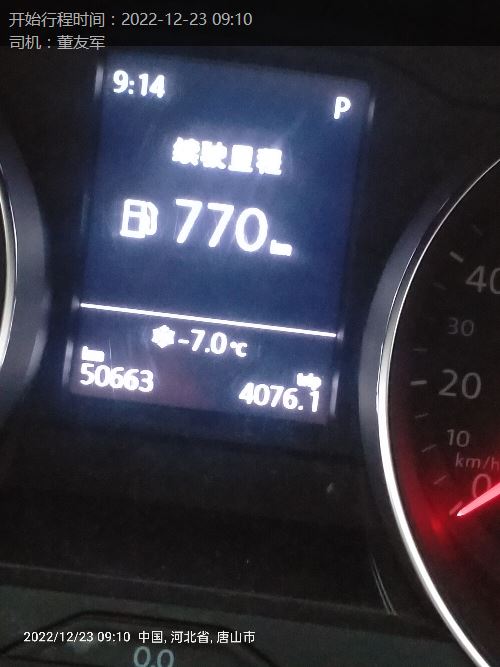 开始行程时间：2022-12-23 09:10
司机：董友军
9:14
P
续驶里程
770 km
-7.0 ℃
km
trip
50663
4076.1
40
30
20
10
km/h
0
2022/12/23 09:10 中国, 河北省, 唐山市
0.0